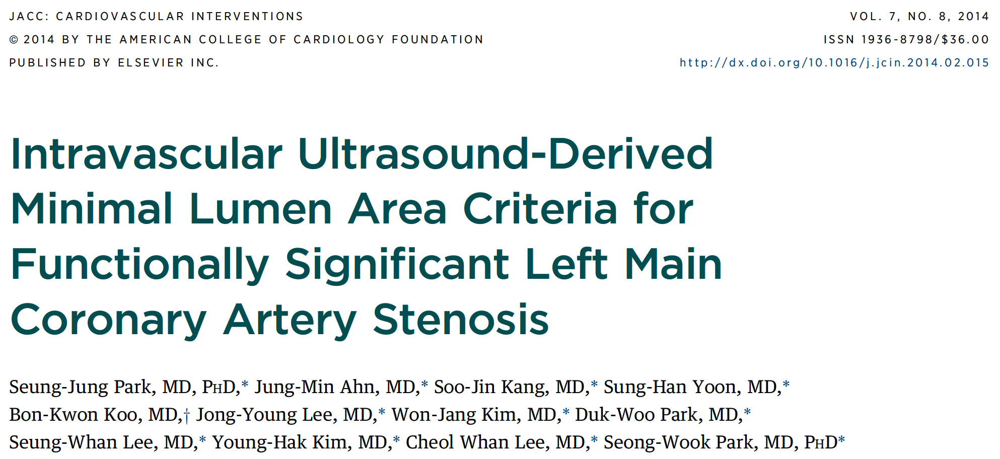 JACC: CARDIOVASCULAR INTERVENTIONS
VOL. 7, NO. 8, 2014
© 2014 BY THE AMERICAN COLLEGE OF CARDIOLOGY FOUNDATION
ISSN 1936-8798/$36.00
PUBLISHED BY ELSEVIER INC.
http://dx.doi.org/10.1016/j.jcin.2014.02.015
Intravascular Ultrasound-Derived
Minimal Lumen Area Criteria for
Functionally Significant Left Main
Coronary Artery Stenosis
Seung-Jung Park, MD, PHD,* Jung-Min Ahn, MD,* Soo-Jin Kang, MD,* Sung-Han Yoon, MD,*
Bon-Kwon Koo, MD,† Jong-Young Lee, MD,* Won-Jang Kim, MD,* Duk-Woo Park, MD,*
Seung-Whan Lee, MD,* Young-Hak Kim, MD,* Cheol Whan Lee, MD,* Seong-Wook Park, MD, PHD*